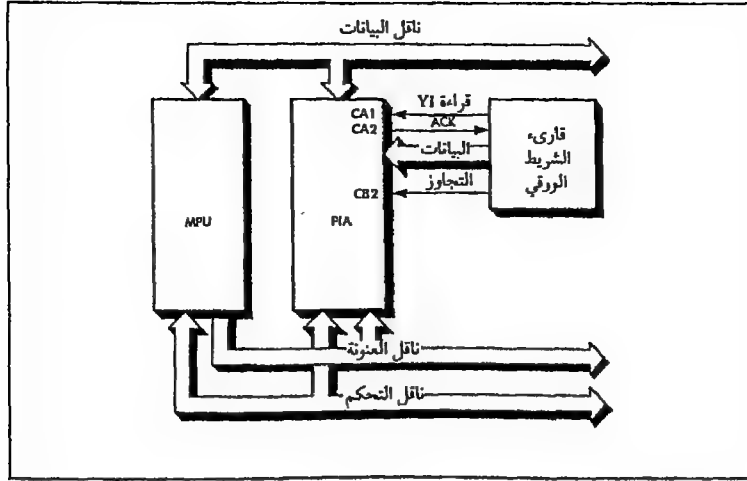 ناقل البيانات
CA1
قراءة Y1
CA2
ACK
البيانات
CB2
التجاوز
قارىء
الشريط
الورقي
MPU
PIA
ناقل العنونة
ناقل التحكم